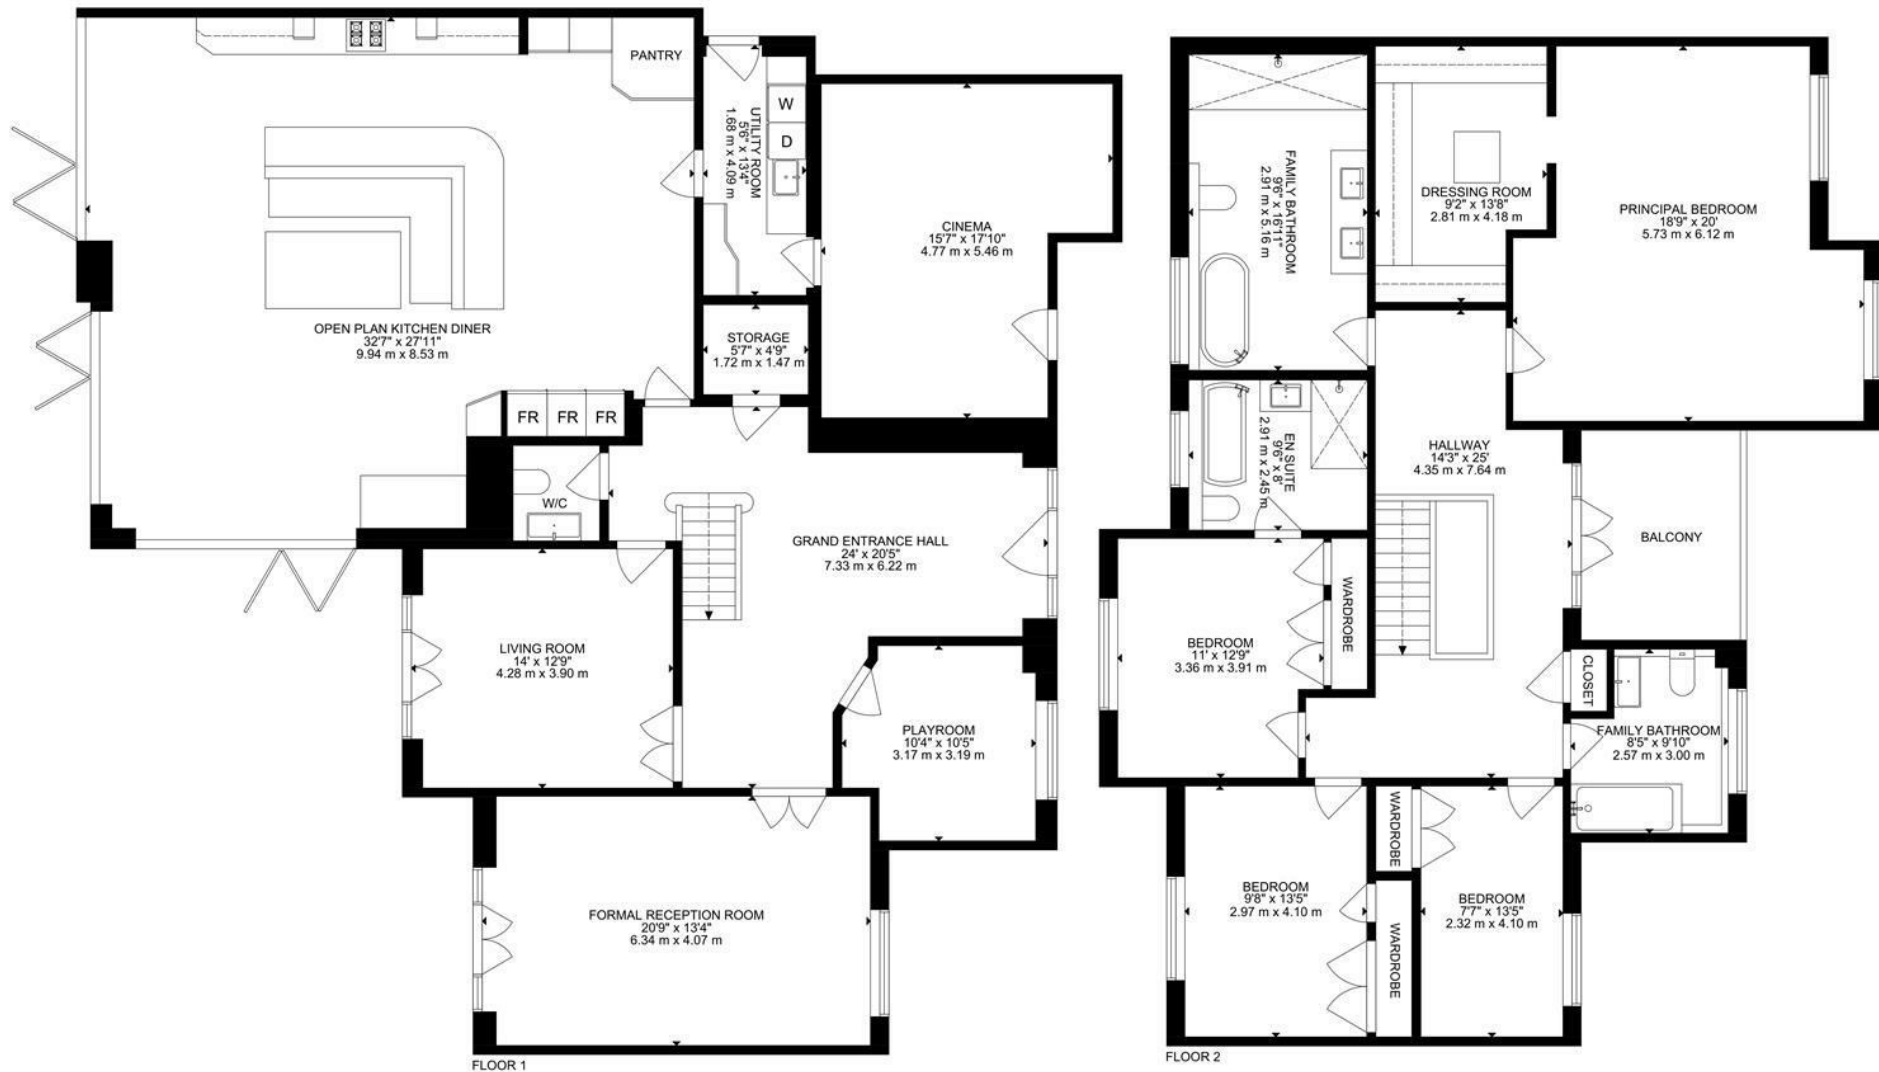 PANTRY
W
D
UTILITY ROOM
5'6" x 13'4"
1.68 m x 4.09 m
CINEMA
15'7" x 17'10"
4.77 m x 5.46 m
OPEN PLAN KITCHEN DINER
32'7" x 27'11"
9.94 m x 8.53 m
STORAGE
5'7" x 4'9"
1.72 m x 1.47 m
FR FR FR
W/C
GRAND ENTRANCE HALL
24' x 20'5"
7.33 m x 6.22 m
LIVING ROOM
14' x 12'9"
4.28 m x 3.90 m
PLAYROOM
10'4" x 10'5"
3.17 m x 3.19 m
FORMAL RECEPTION ROOM
20'9" x 13'4"
6.34 m x 4.07 m
FLOOR 1
FAMILY BATHROOM
9'6" x 16'11"
2.91 m x 5.16 m
DRESSING ROOM
9'2" x 13'8"
2.81 m x 4.18 m
PRINCIPAL BEDROOM
18'9" x 20'
5.73 m x 6.12 m
EN SUITE
9'6" x 8'
2.91 m x 2.45 m
HALLWAY
14'3" x 25'
4.35 m x 7.64 m
BALCONY
BEDROOM
11' x 12'9"
3.36 m x 3.91 m
WARDROBE
CLOSET
FAMILY BATHROOM
8'5" x 9'10"
2.57 m x 3.00 m
WARDROBE
BEDROOM
9'8" x 13'5"
2.97 m x 4.10 m
WARDROBE
BEDROOM
7'7" x 13'5"
2.32 m x 4.10 m
FLOOR 2